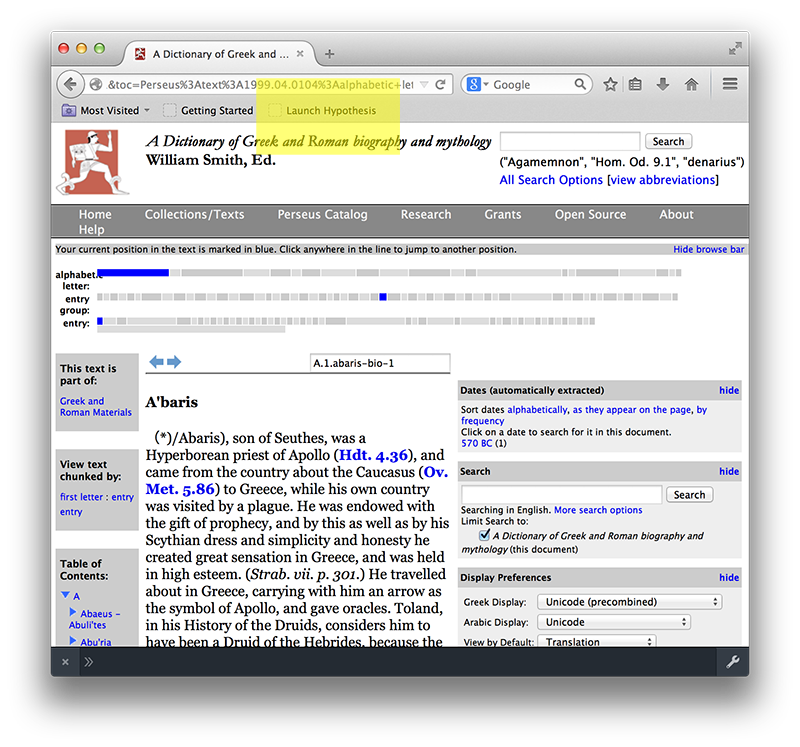 A Dictionary of Greek and ...
.&toc=Perseus%3Atext%3A1999.04.0104%3Aalphabetic+let
Google
Most Visited
Getting Started
Launch Hypothesis
A Dictionary of Greek and Roman biography and mythology
William Smith, Ed.
Search
("Agamemnon", "Hom. Od. 9.1", "denarius")
All Search Options [view abbreviations]
Home Collections/Texts Perseus Catalog Research Grants Open Source About
Help
Your current position in the text is marked in blue. Click anywhere in the line to jump to another position.
Hide browse bar
alphabetic
letter:
entry
group:
entry:
This text is
part of:
Greek and
Roman Materials
View text
chunked by:
first letter : entry
entry
Table of
Contents:
A
Abaeus –
Abuli'tes
Abu'ria
A.1.abaris-bio-1
A'baris
(*)/Abaris), son of Seuthes, was a
Hyperborean priest of Apollo (Hdt. 4.36), and
came from the country about the Caucasus (Ov.
Met. 5.86) to Greece, while his own country
was visited by a plague. He was endowed with
the gift of prophecy, and by this as well as by his
Scythian dress and simplicity and honesty he
created great sensation in Greece, and was held
in high esteem. (Strab. vii. p. 301.) He travelled
about in Greece, carrying with him an arrow as
the symbol of Apollo, and gave oracles. Toland,
in his History of the Druids, considers him to
have been a Druid of the Hebrides, because the
Dates (automatically extracted)
hide
Sort dates alphabetically, as they appear on the page, by
frequency
Click on a date to search for it in this document.
570 BC (1)
Search
hide
Search
Searching in English. More search options
Limit Search to:
A Dictionary of Greek and Roman biography and
mythology (this document)
Display Preferences
hide
Greek Display: Unicode (precombined)
Arabic Display: Unicode
View by Default: Translation